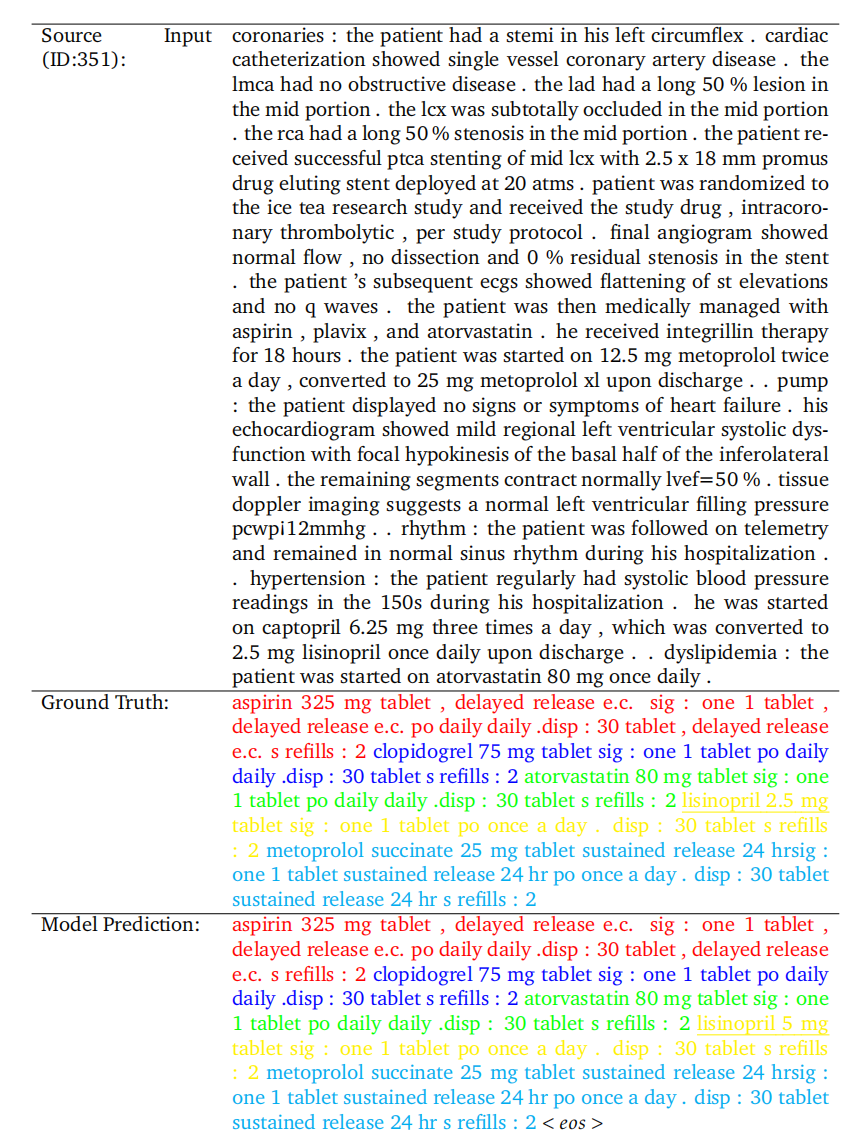 Source Input (ID:351):
coronaries : the patient had a stemi in his left circumflex . cardiac
catheterization showed single vessel coronary artery disease . the
lmca had no obstructive disease . the lad had a long 50 % lesion in
the mid portion . the lcx was subtotally occluded in the mid portion
. the rca had a long 50 % stenosis in the mid portion . the patient re-
ceived successful ptca stenting of mid lcx with 2.5 x 18 mm promus
drug eluting stent deployed at 20 atms . patient was randomized to
the ice tea research study and received the study drug , intracoro-
nary thrombolytic , per study protocol . final angiogram showed
normal flow , no dissection and 0 % residual stenosis in the stent
. the patient ’s subsequent ecgs showed flattening of st elevations
and no q waves . the patient was then medically managed with
aspirin , plavix , and atorvastatin . he received integrillin therapy
for 18 hours . the patient was started on 12.5 mg metoprolol twice
a day , converted to 25 mg metoprolol xl upon discharge . . pump
: the patient displayed no signs or symptoms of heart failure . his
echocardiogram showed mild regional left ventricular systolic dys-
function with focal hypokinesis of the basal half of the inferolateral
wall . the remaining segments contract normally lvef=50 % . tissue
doppler imaging suggests a normal left ventricular filling pressure
pcwp¡12mmhg . . rhythm : the patient was followed on telemetry
and remained in normal sinus rhythm during his hospitalization .
. hypertension : the patient regularly had systolic blood pressure
readings in the 150s during his hospitalization . he was started
on captopril 6.25 mg three times a day , which was converted to
2.5 mg lisinopril once daily upon discharge . . dyslipidemia : the
patient was started on atorvastatin 80 mg once daily .
Ground Truth:
aspirin 325 mg tablet , delayed release e.c. sig : one 1 tablet ,
delayed release e.c. po daily daily .disp : 30 tablet , delayed release
e.c. s refills : 2 clopidogrel 75 mg tablet sig : one 1 tablet po daily
daily .disp : 30 tablet s refills : 2 atorvastatin 80 mg tablet sig : one
1 tablet po daily daily .disp : 30 tablet s refills : 2 lisinopril 2.5 mg
tablet sig : one 1 tablet po once a day . disp : 30 tablet s refills
: 2 metoprolol succinate 25 mg tablet sustained release 24 hrsig :
one 1 tablet sustained release 24 hr po once a day . disp : 30 tablet
sustained release 24 hr s refills : 2
Model Prediction:
aspirin 325 mg tablet , delayed release e.c. sig : one 1 tablet ,
delayed release e.c. po daily daily .disp : 30 tablet , delayed release
e.c. s refills : 2 clopidogrel 75 mg tablet sig : one 1 tablet po daily
daily .disp : 30 tablet s refills : 2 atorvastatin 80 mg tablet sig : one
1 tablet po daily daily .disp : 30 tablet s refills : 2 lisinopril 5 mg
tablet sig : one 1 tablet po once a day . disp : 30 tablet s refills
: 2 metoprolol succinate 25 mg tablet sustained release 24 hrsig :
one 1 tablet sustained release 24 hr po once a day . disp : 30 tablet
sustained release 24 hr s refills : 2 < eos >